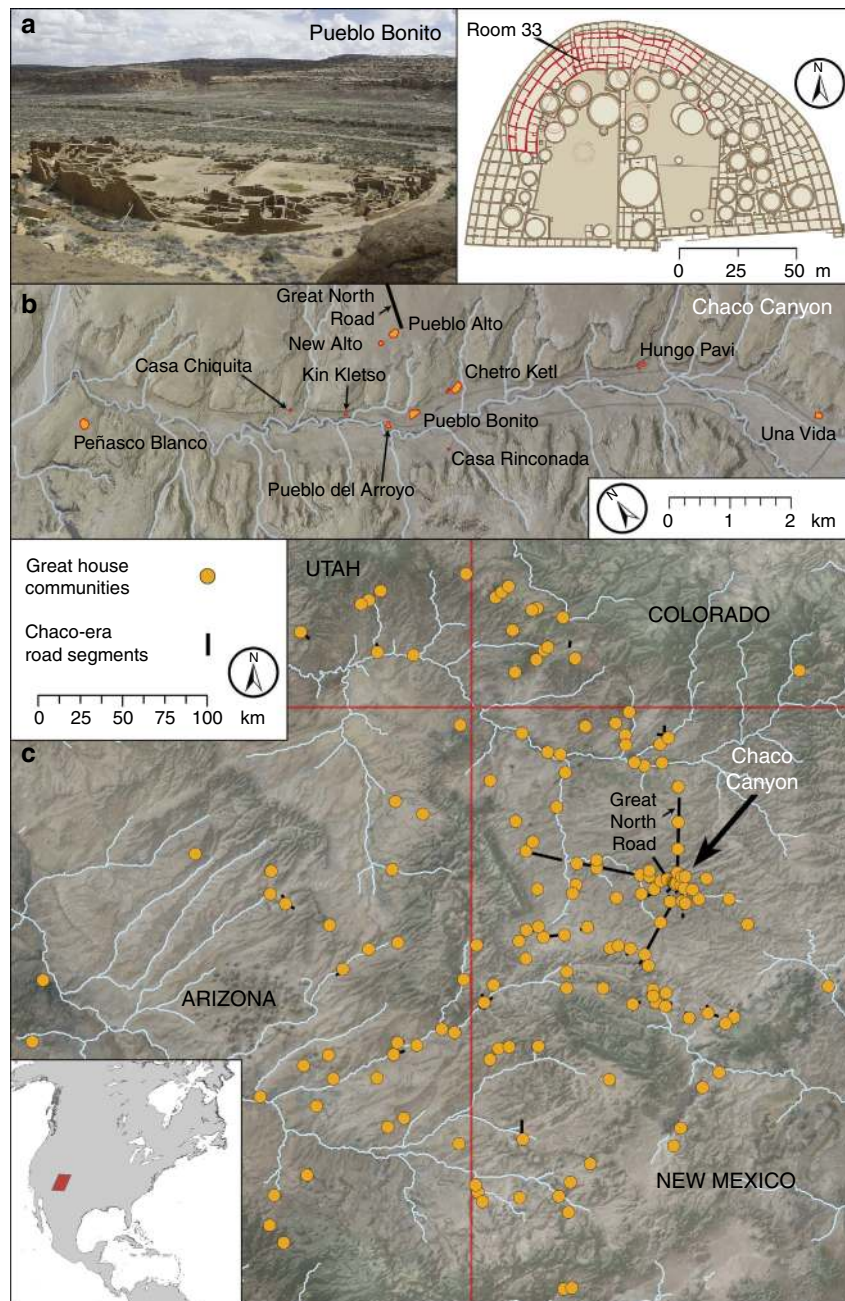 a
Pueblo Bonito
Room 33
N
0 25 50 m
b
Great North
Road
Chaco Canyon
Pueblo Alto
New Alto
Hungo Pavi
Casa Chiquita
Kin Kletso
Chetro Ketl
Peñasco Blanco
Pueblo Bonito
Una Vida
Casa Rinconada
Pueblo del Arroyo
N
0 1 2 km
Great house
communities
Chaco-era
road segments
N
0 25 50 75 100 km
UTAH
COLORADO
c
Chaco
Canyon
Great
North
Road
ARIZONA
NEW MEXICO